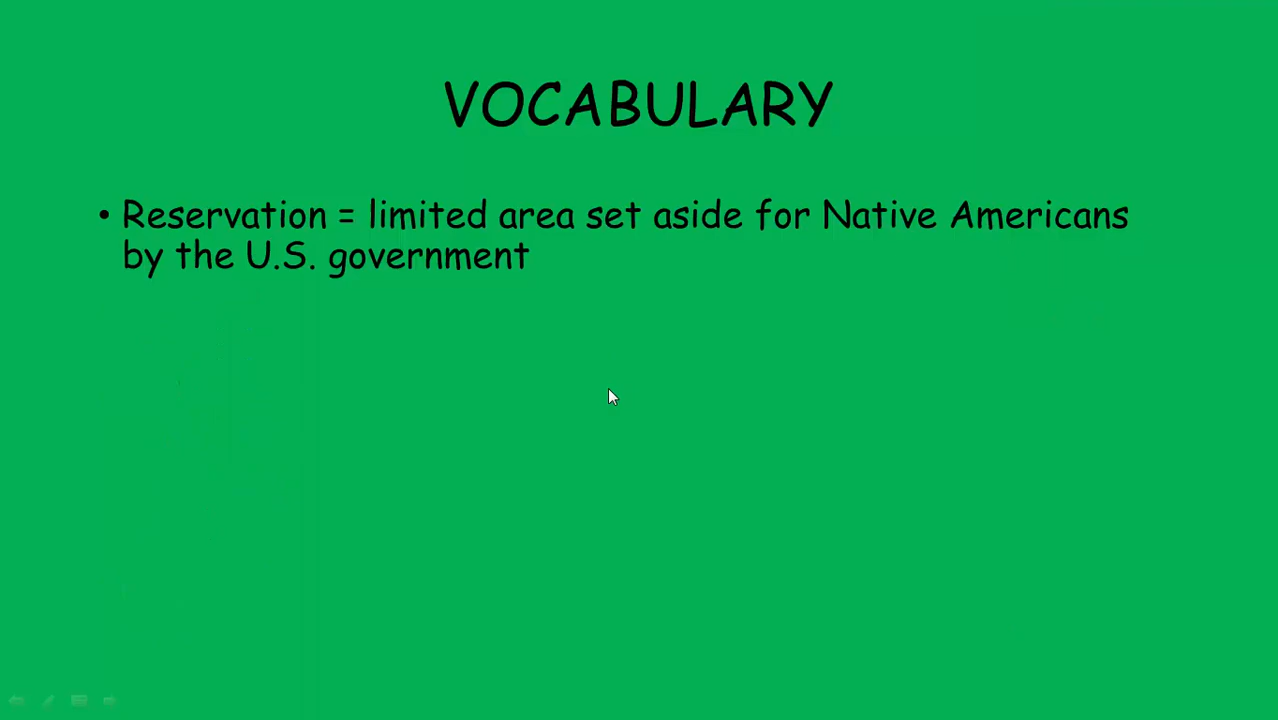 VOCABULARY
• Reservation = limited area set aside for Native Americans
by the U.S. government